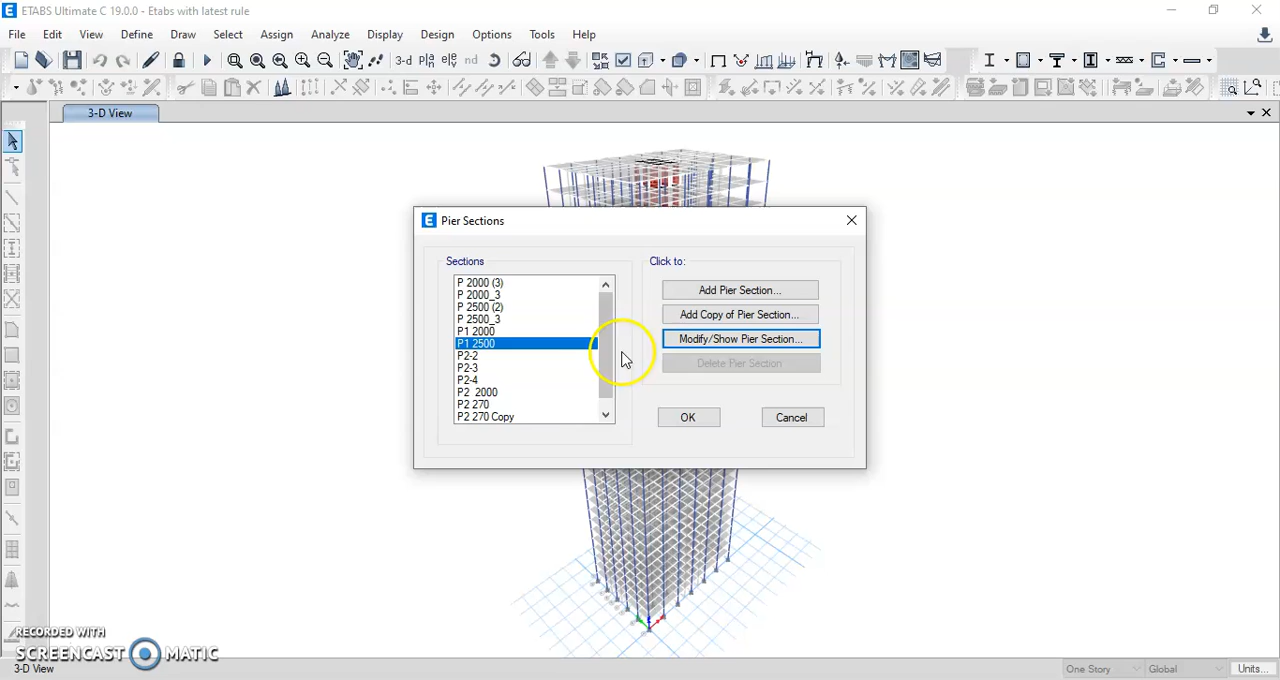 E ETABS Ultimate C 19.0.0 - Etabs with latest rule
File Edit View Define Draw Select Assign Analyze Display Design Options Tools Help
3-d
nd
3-D View
E Pier Sections
Sections
Click to:
P 2000 (3)
P 2000_3
P 2500 (2)
P 2500_3
P1 2000
P1 2500
P2-2
P2-3
P2-4
P2  2000
P2 270
P2 270 Copy
Add Pier Section...
Add Copy of Pier Section...
Modify/Show Pier Section...
Delete Pier Section
OK
Cancel
RECORDED WITH
SCREENCAST MATIC
3-D View
One Story
Global
Units...